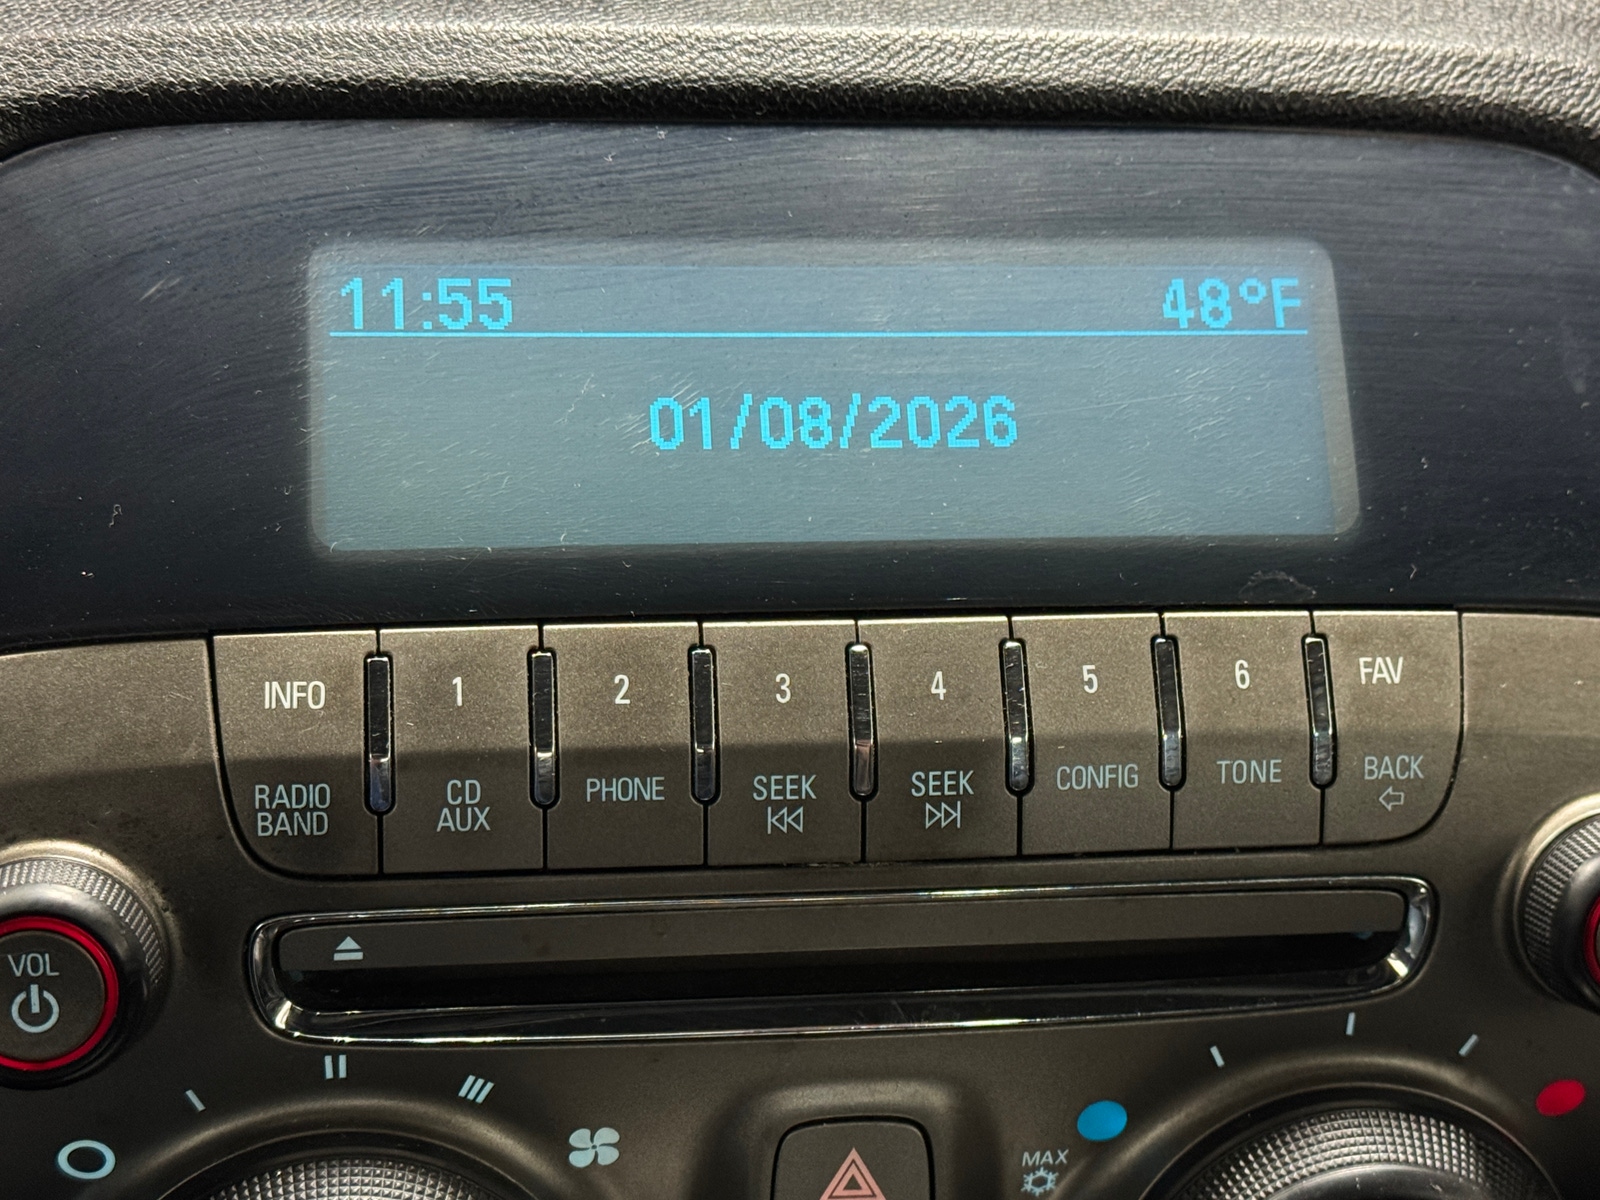 11:55 48°F
01/08/2026
INFO 1 2 3 4 5 6 FAV
RADIO BAND CD AUX PHONE SEEK SEEK CONFIG TONE BACK
VOL
MAX